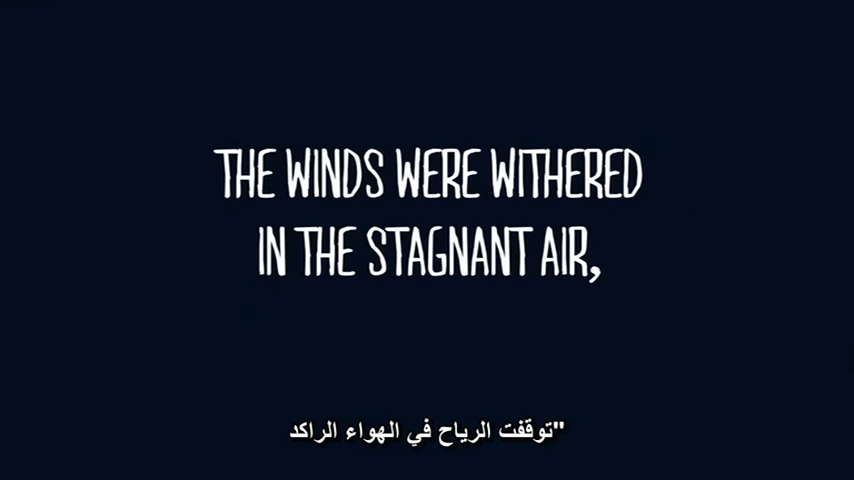 THE WINDS WERE WITHERED
IN THE STAGNANT AIR,
"توقفت الرياح في الهواء الراكد